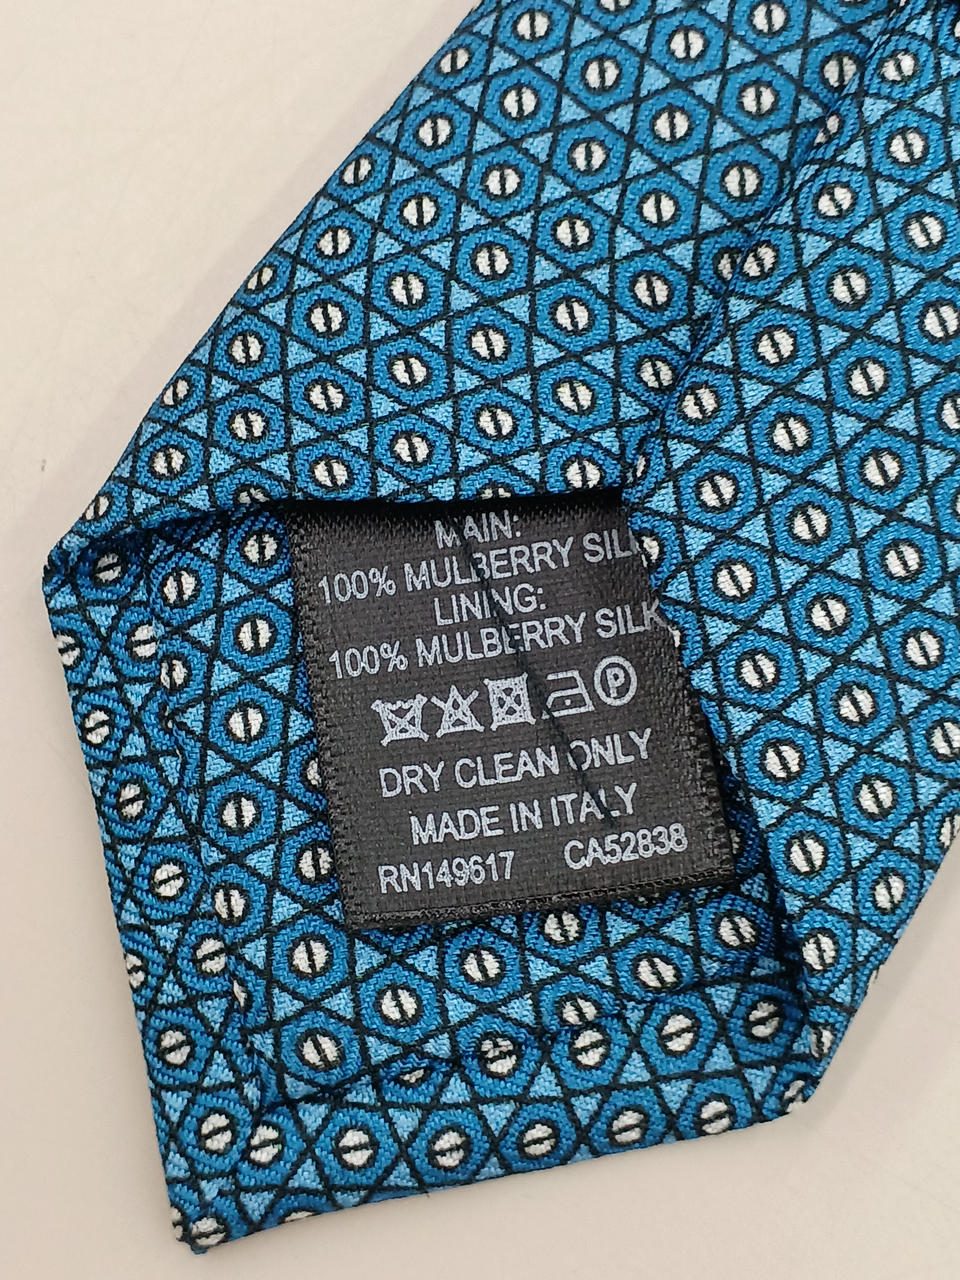 MAIN:
100% MULBERRY SILK
LINING:
100% MULBERRY SILK
P
DRY CLEAN ONLY
MADE IN ITALY
RN149617 CA52838